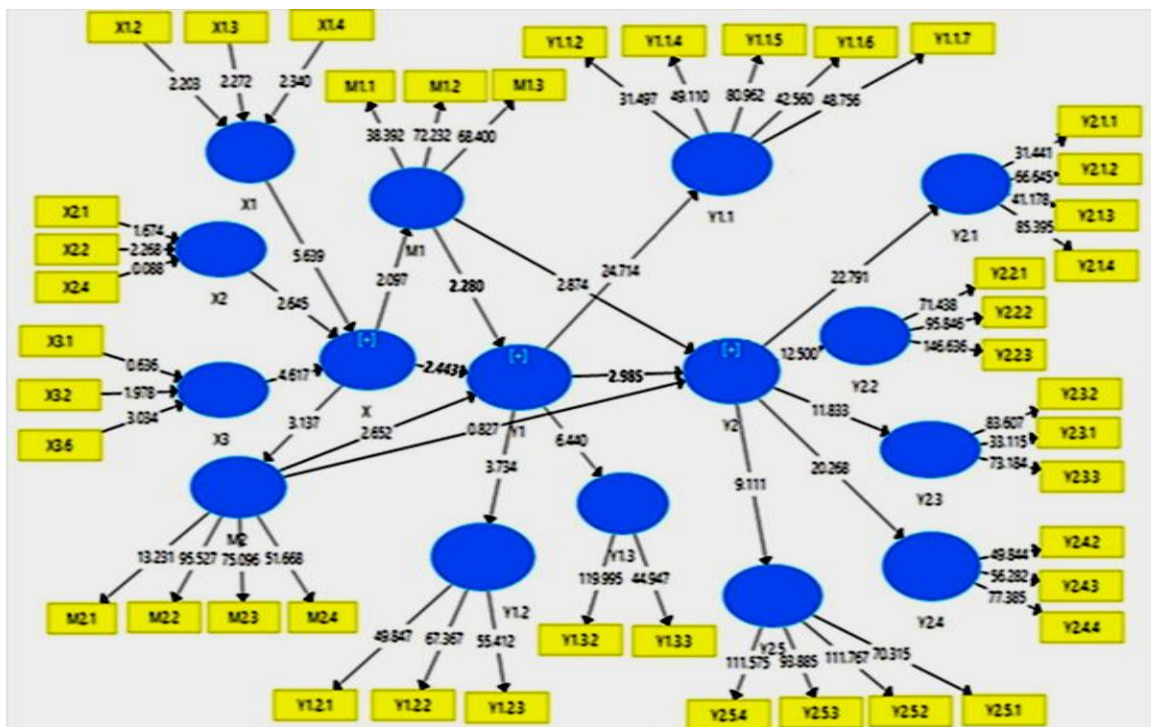 X1.2
X1.3
X1.4
2.203
2.272
2.340
X1
M1.1
M1.2
M1.3
38.392
72.232
68.400
M1
Y1.1.2
Y1.1.4
Y1.1.5
Y1.1.6
Y1.1.7
31.497
49.110
80.962
42.560
48.756
Y1.1
Y2.1.1
Y2.1.2
Y2.1.3
Y2.1.4
31.441
66.645
41.178
85.395
Y2.1
X2.1
X2.2
X2.4
1.674
2.268
0.088
X2
5.639
2.645
2.097
2.280
2.874
24.714
22.791
Y2.2.1
Y2.2.2
Y2.2.3
71.438
95.846
146.636
Y2.2
12.500
X3.1
X3.2
X3.6
0.636
1.978
3.034
X3
4.617
[+]
X
2.443
[+]
Y1
2.985
[+]
Y2
3.137
2.652
0.827
3.734
6.440
9.111
11.833
20.268
Y2.3.2
Y2.3.1
Y2.3.3
83.607
33.115
73.184
Y2.3
M2
13.231
95.527
75.096
51.668
M2.1
M2.2
M2.3
M2.4
Y1.2
49.847
67.367
55.412
Y1.2.1
Y1.2.2
Y1.2.3
Y1.3
119.995
44.947
Y1.3.2
Y1.3.3
Y2.5
111.575
93.885
111.767
70.315
Y2.5.4
Y2.5.3
Y2.5.2
Y2.5.1
Y2.4
49.844
56.282
77.385
Y2.4.2
Y2.4.3
Y2.4.4